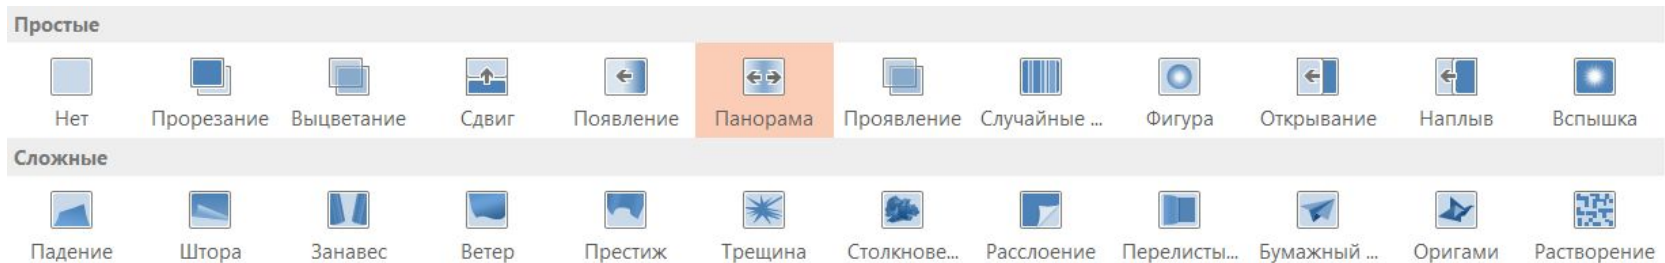 Простые
Нет Прорезание Выцветание Сдвиг Появление Панорама Проявление Случайные ... Фигура Открывание Наплыв Вспышка
Сложные
Падение Штора Занавес Ветер Престиж Трещина Столкнове... Расслоение Перелисты... Бумажный ... Оригами Растворение